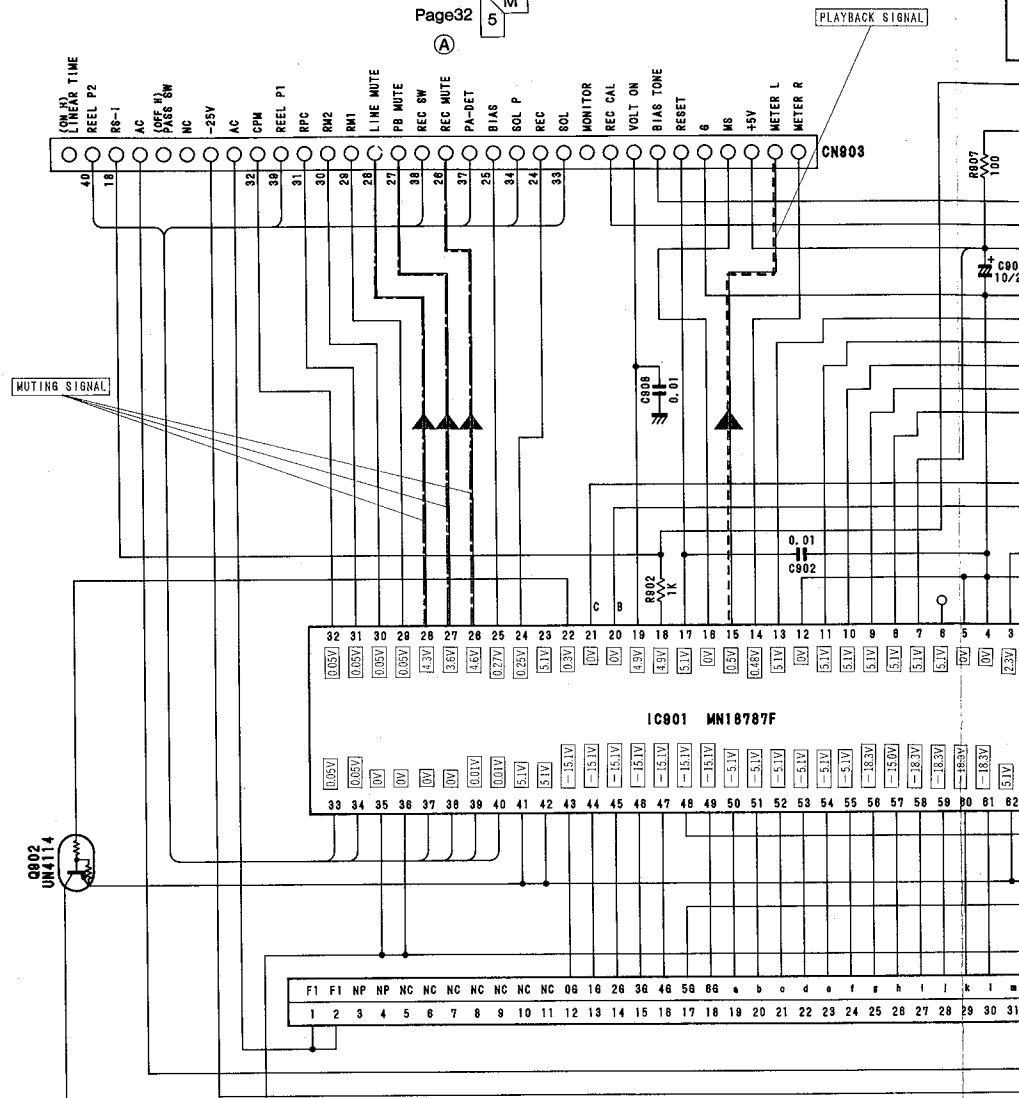 Page32
5
M
A
PLAYBACK SIGNAL
(ON H)
LINEAR TIME
REEL P2
RS-I
AC
(OFF H)
PASS SW
NC
-25V
AC
CPM
REEL P1
RPC
RM2
RM1
LINE MUTE
PB MUTE
REC SW
REC MUTE
PA-DET
BIAS
SOL P
REC
SOL
MONITOR
REC CAL
VOLT ON
BIAS TONE
RESET
G
MS
+5V
METER L
METER R
CN903
40 18 32 39 31 30 29 28 27 38 26 37 25 34 24 33
R907
100
+
10/2
C908
0.01
MUTING SIGNAL
0.01
C902
R902
1K
C B
32 31 30 29 28 27 26 25 24 23 22 21 20 19 18 17 16 15 14 13 12 11 10 9 8 7 6 5 4 3
0.05V 0.05V 0.05V 0.05V 4.3V 3.6V 4.6V 0.27V 0.25V 5.1V 0.3V 0V 0V 4.9V 4.9V 5.1V 0V 0.5V 0.48V 5.1V 0V 5.1V 5.1V 5.1V 5.1V 5.1V 5.1V 0V 0V 2.3V
IC901 MN18787F
0.05V 0.05V 0V 0V 0V 0V 0.01V 0.01V 5.1V 5.1V -15.1V -15.1V -15.1V -15.1V -15.1V -15.1V -15.1V -5.1V -5.1V -5.1V -5.1V -5.1V -5.1V -18.3V -15.0V -18.3V -18.3V -18.3V -18.3V 5.1V
33 34 35 36 37 38 39 40 41 42 43 44 45 46 47 48 49 50 51 52 53 54 55 56 57 58 59 60 61 62
Q902
UN4114
F1 F1 NP NP NC NC NC NC NC NC NC 0G 1G 2G 3G 4G 5G 6G a b c d e f g h i j k l m
1 2 3 4 5 6 7 8 9 10 11 12 13 14 15 16 17 18 19 20 21 22 23 24 25 26 27 28 29 30 31